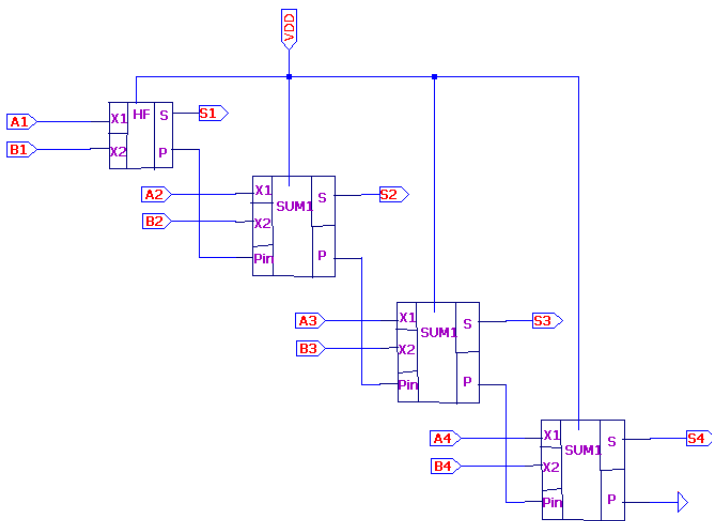 VDD
HF
A1
X1
S
S1
B1
X2
P
A2
X1
SUM1
S
S2
B2
X2
Pin
P
A3
X1
SUM1
S
S3
B3
X2
Pin
P
A4
X1
SUM1
S
S4
B4
X2
Pin
P